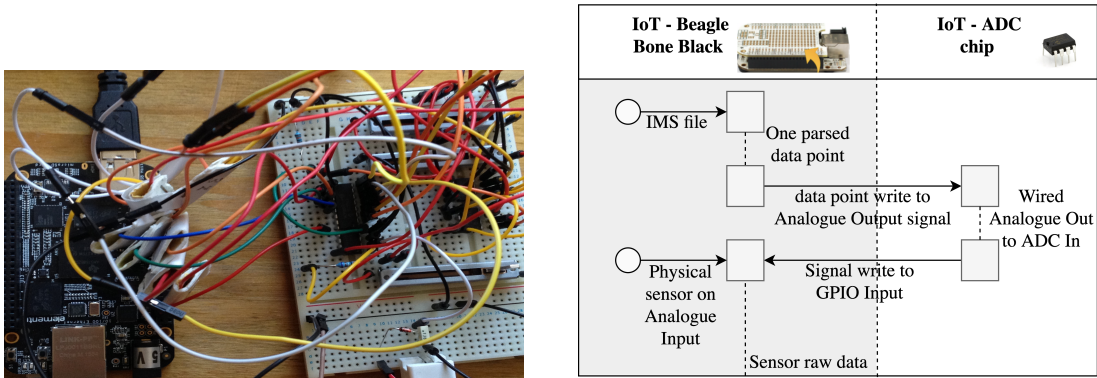 IoT - Beagle
Bone Black
IoT - ADC
chip
IMS file
One parsed
data point
data point write to
Analogue Output signal
Wired
Analogue Out
to ADC In
Physical
sensor on
Analogue
Input
Signal write to
GPIO Input
Sensor raw data
element
5V